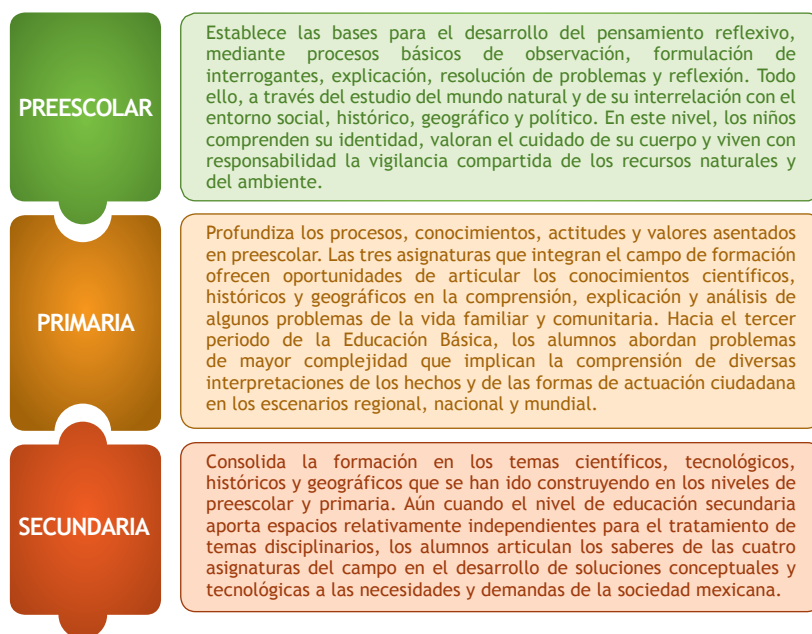 PREESCOLAR
Establece las bases para el desarrollo del pensamiento reflexivo,
mediante procesos básicos de observación, formulación de
interrogantes, explicación, resolución de problemas y reflexión. Todo
ello, a través del estudio del mundo natural y de su interrelación con el
entorno social, histórico, geográfico y político. En este nivel, los niños
comprenden su identidad, valoran el cuidado de su cuerpo y viven con
responsabilidad la vigilancia compartida de los recursos naturales y
del ambiente.
PRIMARIA
Profundiza los procesos, conocimientos, actitudes y valores asentados
en preescolar. Las tres asignaturas que integran el campo de formación
ofrecen oportunidades de articular los conocimientos científicos,
históricos y geográficos en la comprensión, explicación y análisis de
algunos problemas de la vida familiar y comunitaria. Hacia el tercer
periodo de la Educación Básica, los alumnos abordan problemas
de mayor complejidad que implican la comprensión de diversas
interpretaciones de los hechos y de las formas de actuación ciudadana
en los escenarios regional, nacional y mundial.
SECUNDARIA
Consolida la formación en los temas científicos, tecnológicos,
históricos y geográficos que se han ido construyendo en los niveles de
preescolar y primaria. Aún cuando el nivel de educación secundaria
aporta espacios relativamente independientes para el tratamiento de
temas disciplinarios, los alumnos articulan los saberes de las cuatro
asignaturas del campo en el desarrollo de soluciones conceptuales y
tecnológicas a las necesidades y demandas de la sociedad mexicana.